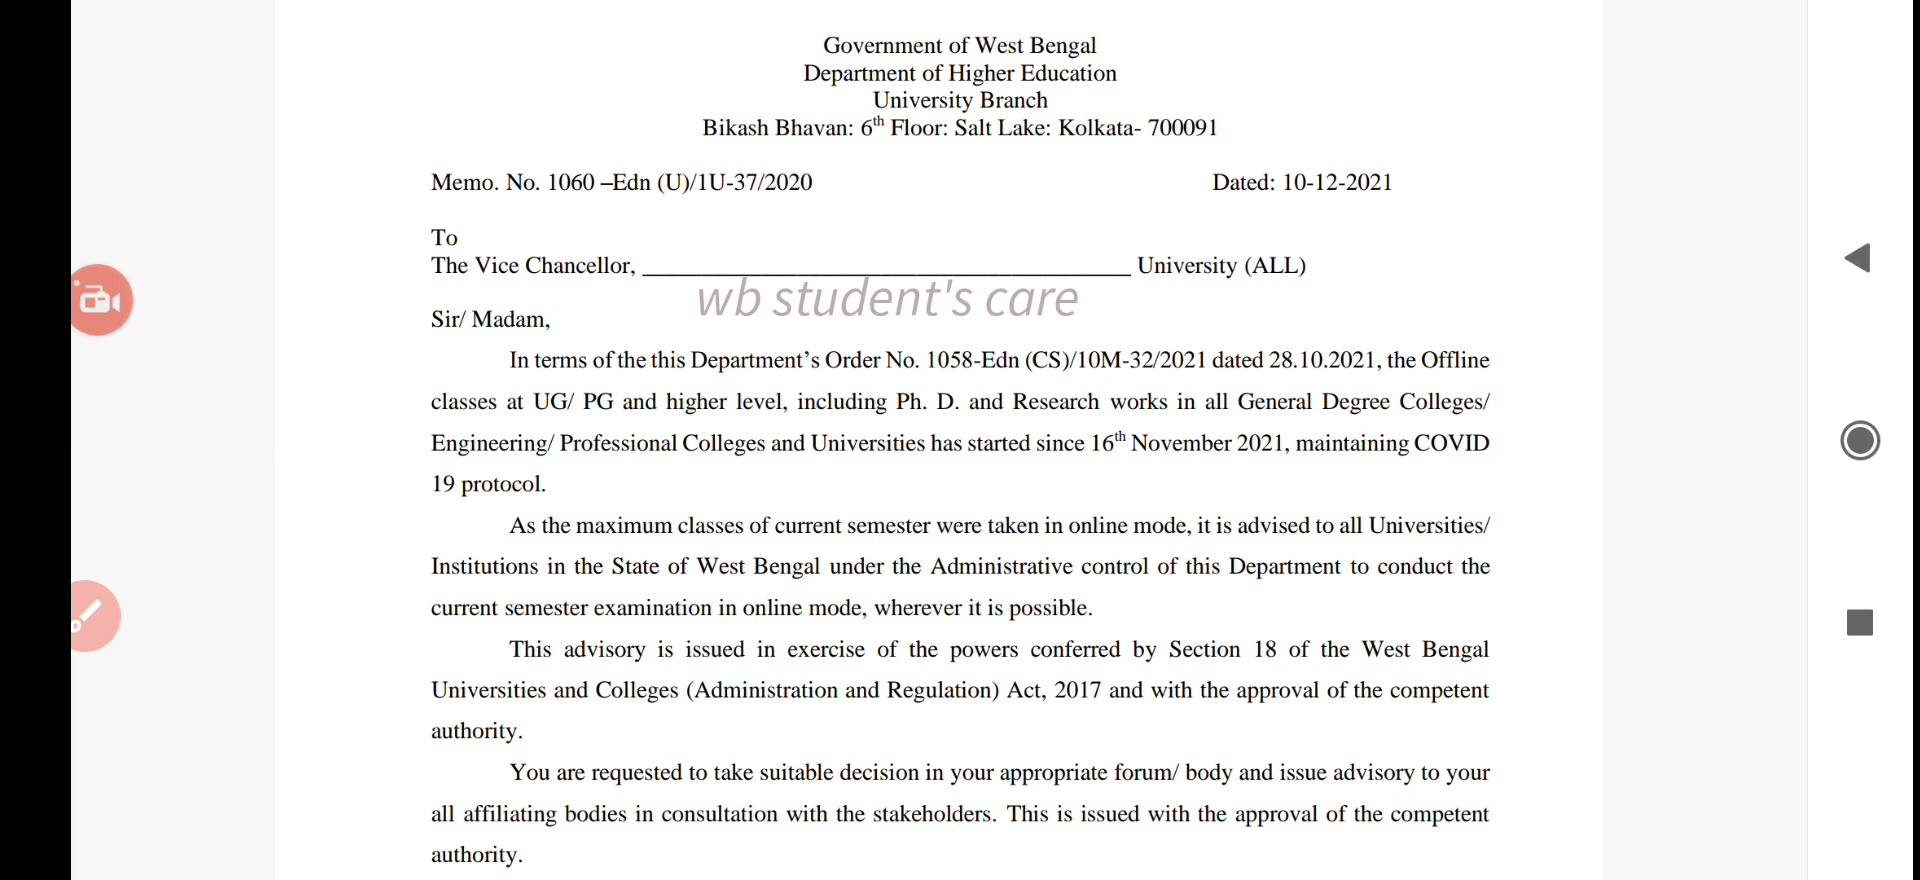 Government of West Bengal
Department of Higher Education
University Branch
Bikash Bhavan: 6th Floor: Salt Lake: Kolkata- 700091
Memo. No. 1060 –Edn (U)/1U-37/2020 Dated: 10-12-2021
To
The Vice Chancellor, ______________________________________ University (ALL)
wb student's care
Sir/ Madam,
In terms of the this Department’s Order No. 1058-Edn (CS)/10M-32/2021 dated 28.10.2021, the Offline
classes at UG/ PG and higher level, including Ph. D. and Research works in all General Degree Colleges/
Engineering/ Professional Colleges and Universities has started since 16th November 2021, maintaining COVID
19 protocol.
As the maximum classes of current semester were taken in online mode, it is advised to all Universities/
Institutions in the State of West Bengal under the Administrative control of this Department to conduct the
current semester examination in online mode, wherever it is possible.
This advisory is issued in exercise of the powers conferred by Section 18 of the West Bengal
Universities and Colleges (Administration and Regulation) Act, 2017 and with the approval of the competent
authority.
You are requested to take suitable decision in your appropriate forum/ body and issue advisory to your
all affiliating bodies in consultation with the stakeholders. This is issued with the approval of the competent
authority.